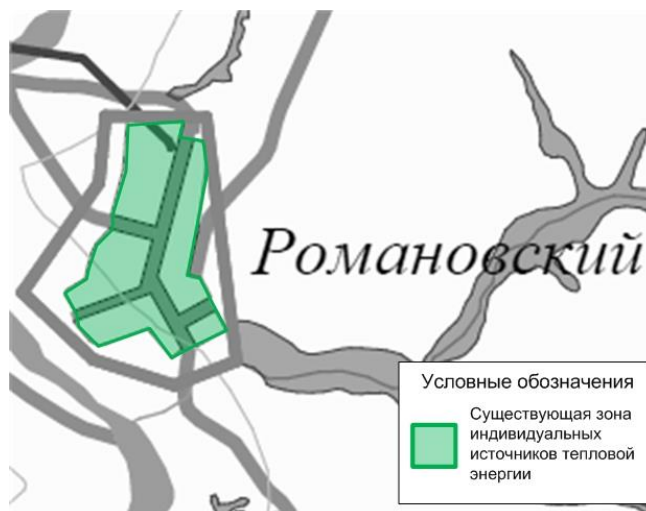 Романовский
Условные обозначения
Существующая зона
индивидуальных
источников тепловой
энергии